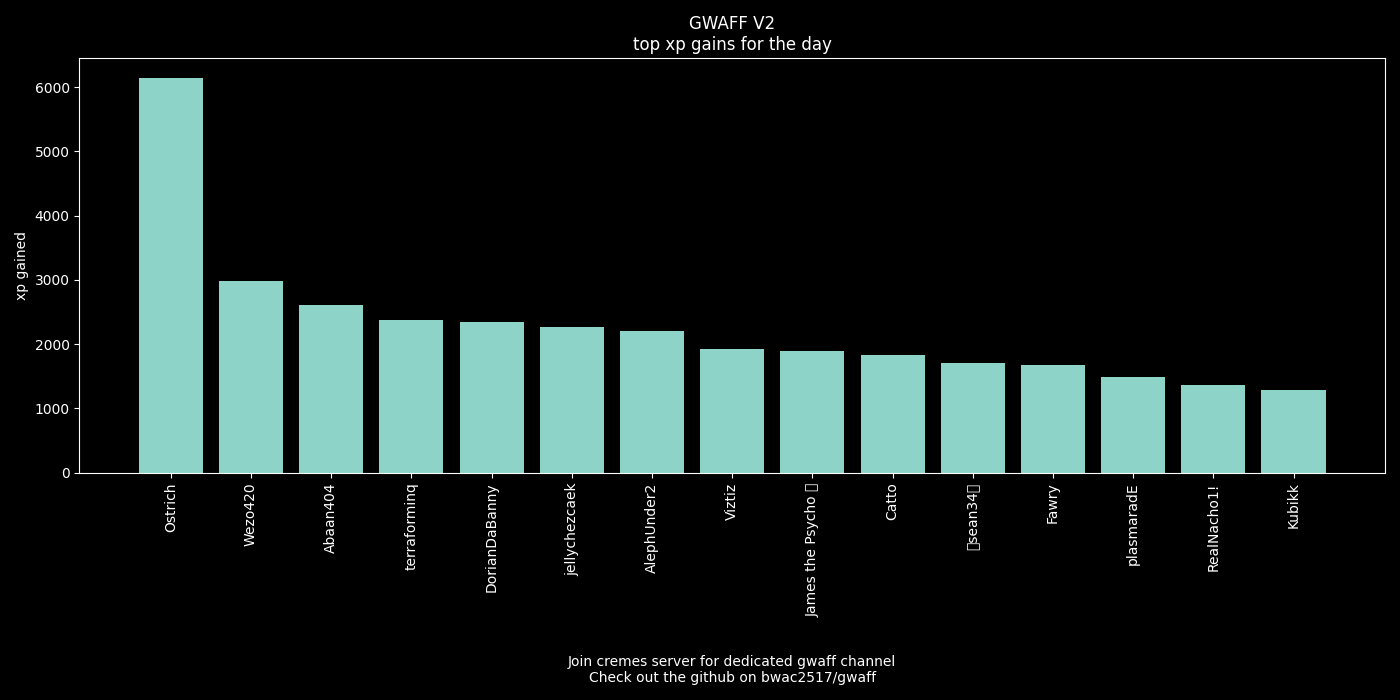 GWAFF V2
top xp gains for the day
xp gained
6000
5000
4000
3000
2000
1000
0
Ostrich
Wezo420
Abaan404
terraforminq
DorianDaBanny
jellychezcaek
AlephUnder2
Viztiz
James the Psycho
Catto
sean34
Fawry
plasmaradE
RealNacho1!
Kubikk
Join cremes server for dedicated gwaff channel
Check out the github on bwac2517/gwaff